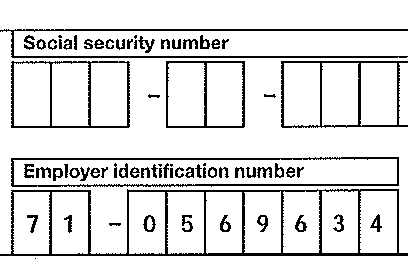 Social security number
– –
Employer identification number
7 1 – 0 5 6 9 6 3 4